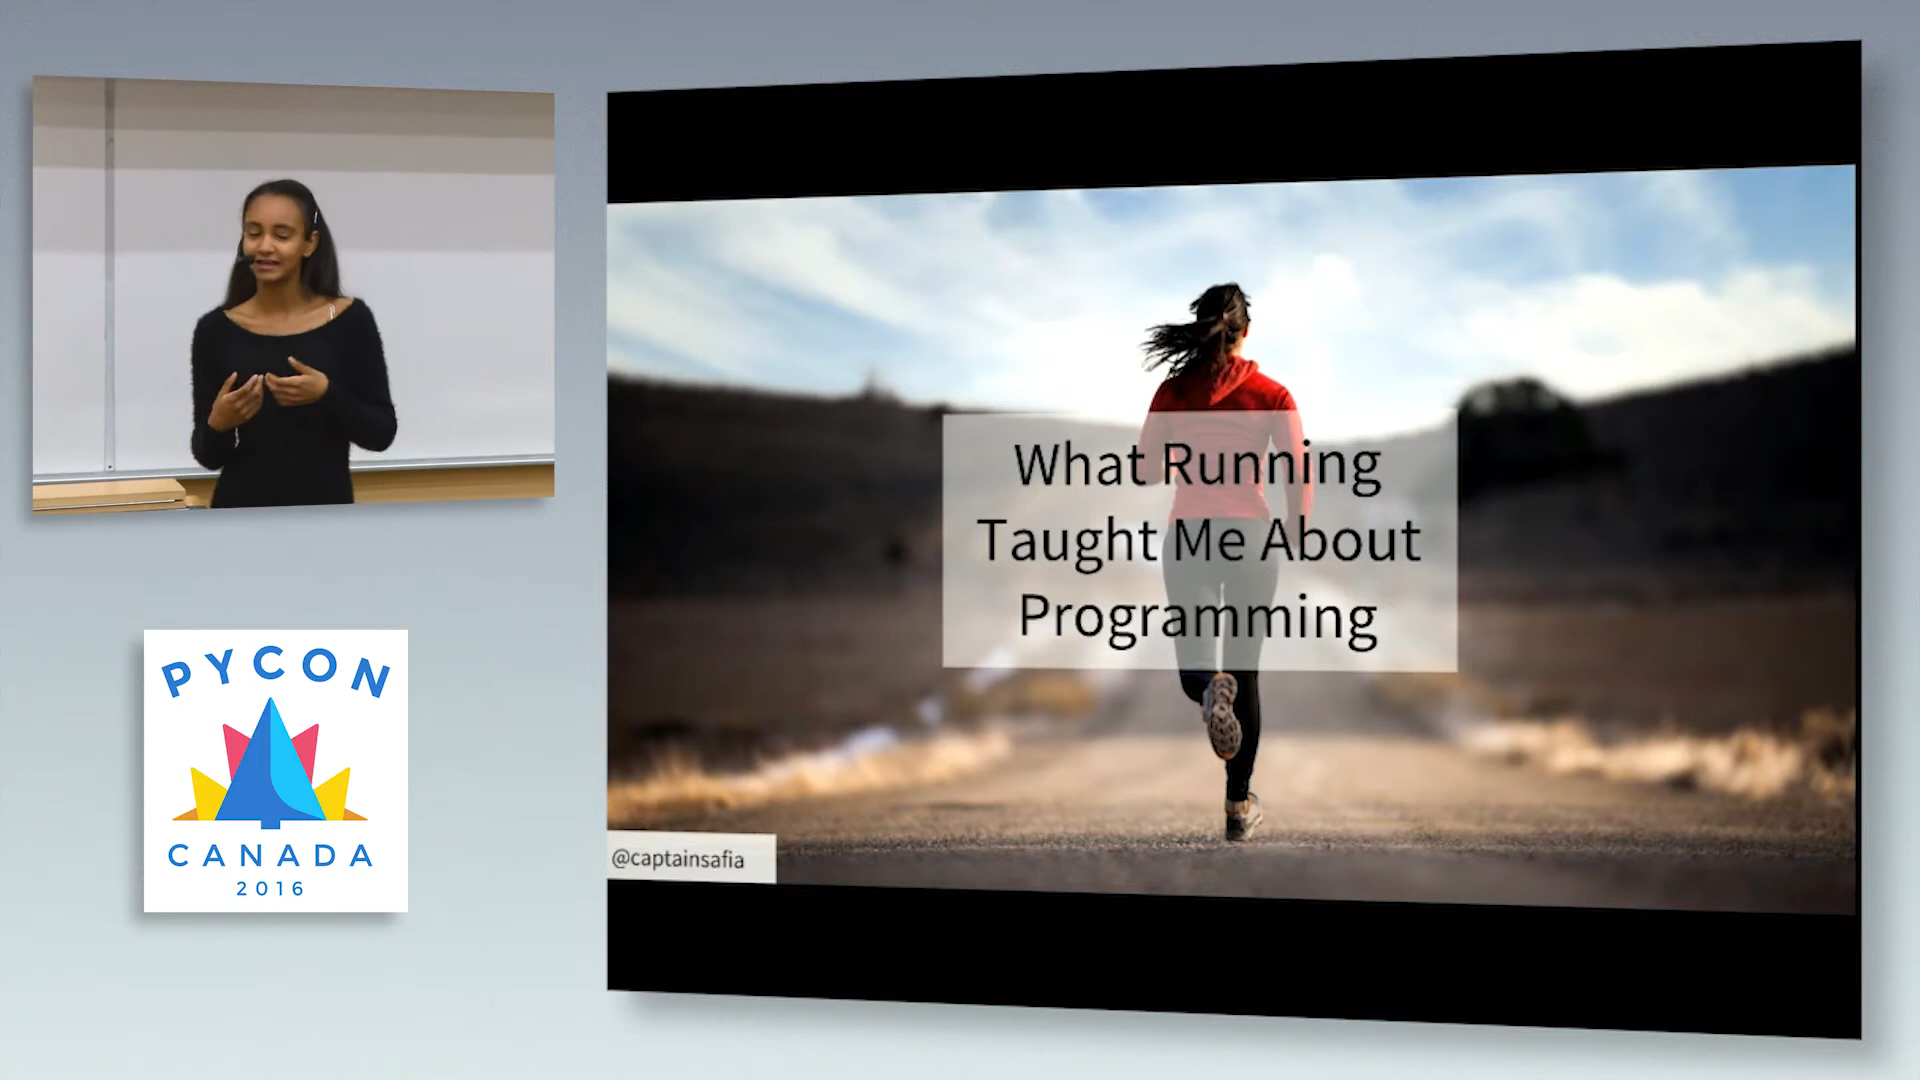 What Running
Taught Me About
Programming
@captainsafia
PYCON
CANADA
2016